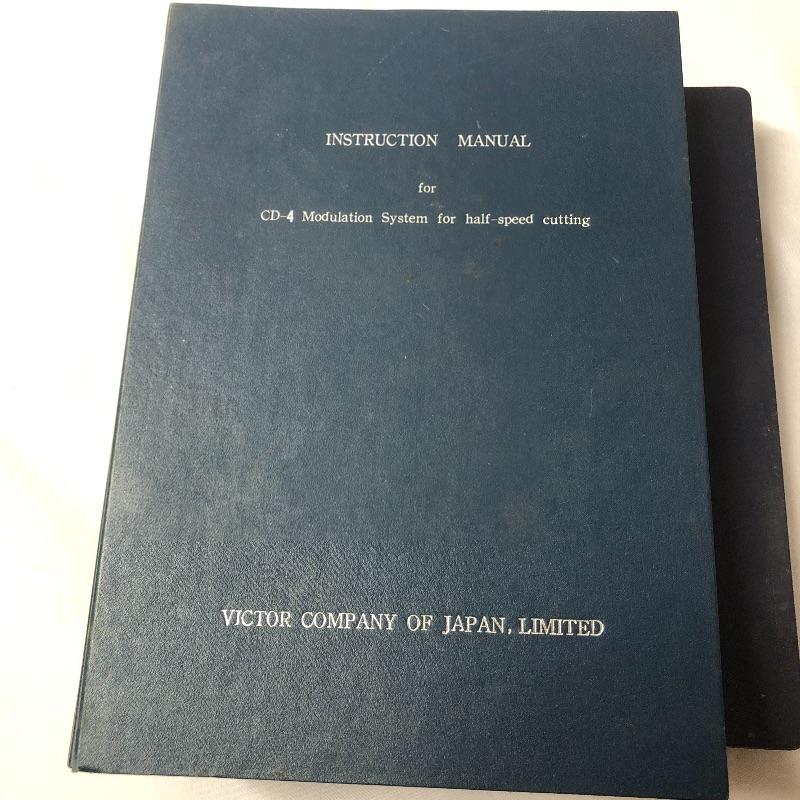 INSTRUCTION MANUAL
for
CD-4 Modulation System for half-speed cutting
VICTOR COMPANY OF JAPAN, LIMITED